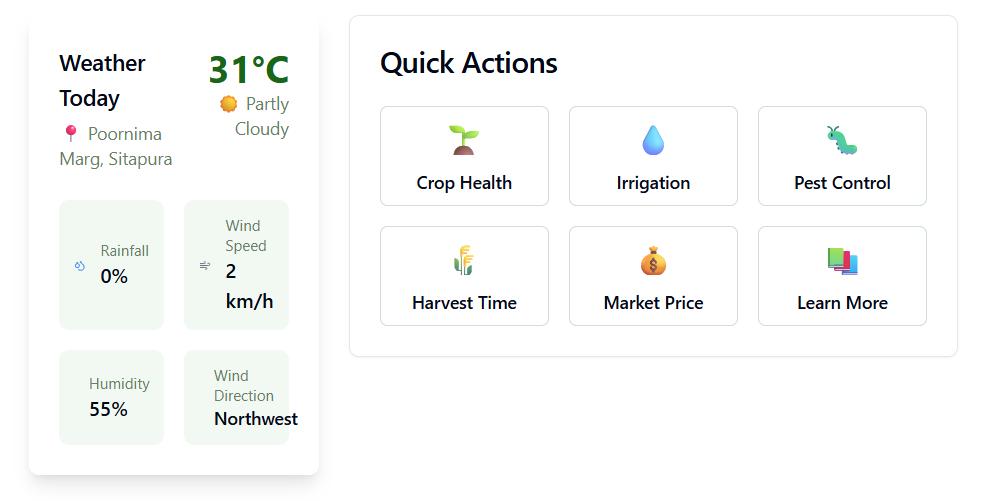 Weather
Today
Poornima
Marg, Sitapura
31°C
Partly
Cloudy
Rainfall
0%
Wind
Speed
2
km/h
Humidity
55%
Wind
Direction
Northwest
Quick Actions
Crop Health
Irrigation
Pest Control
Harvest Time
Market Price
Learn More